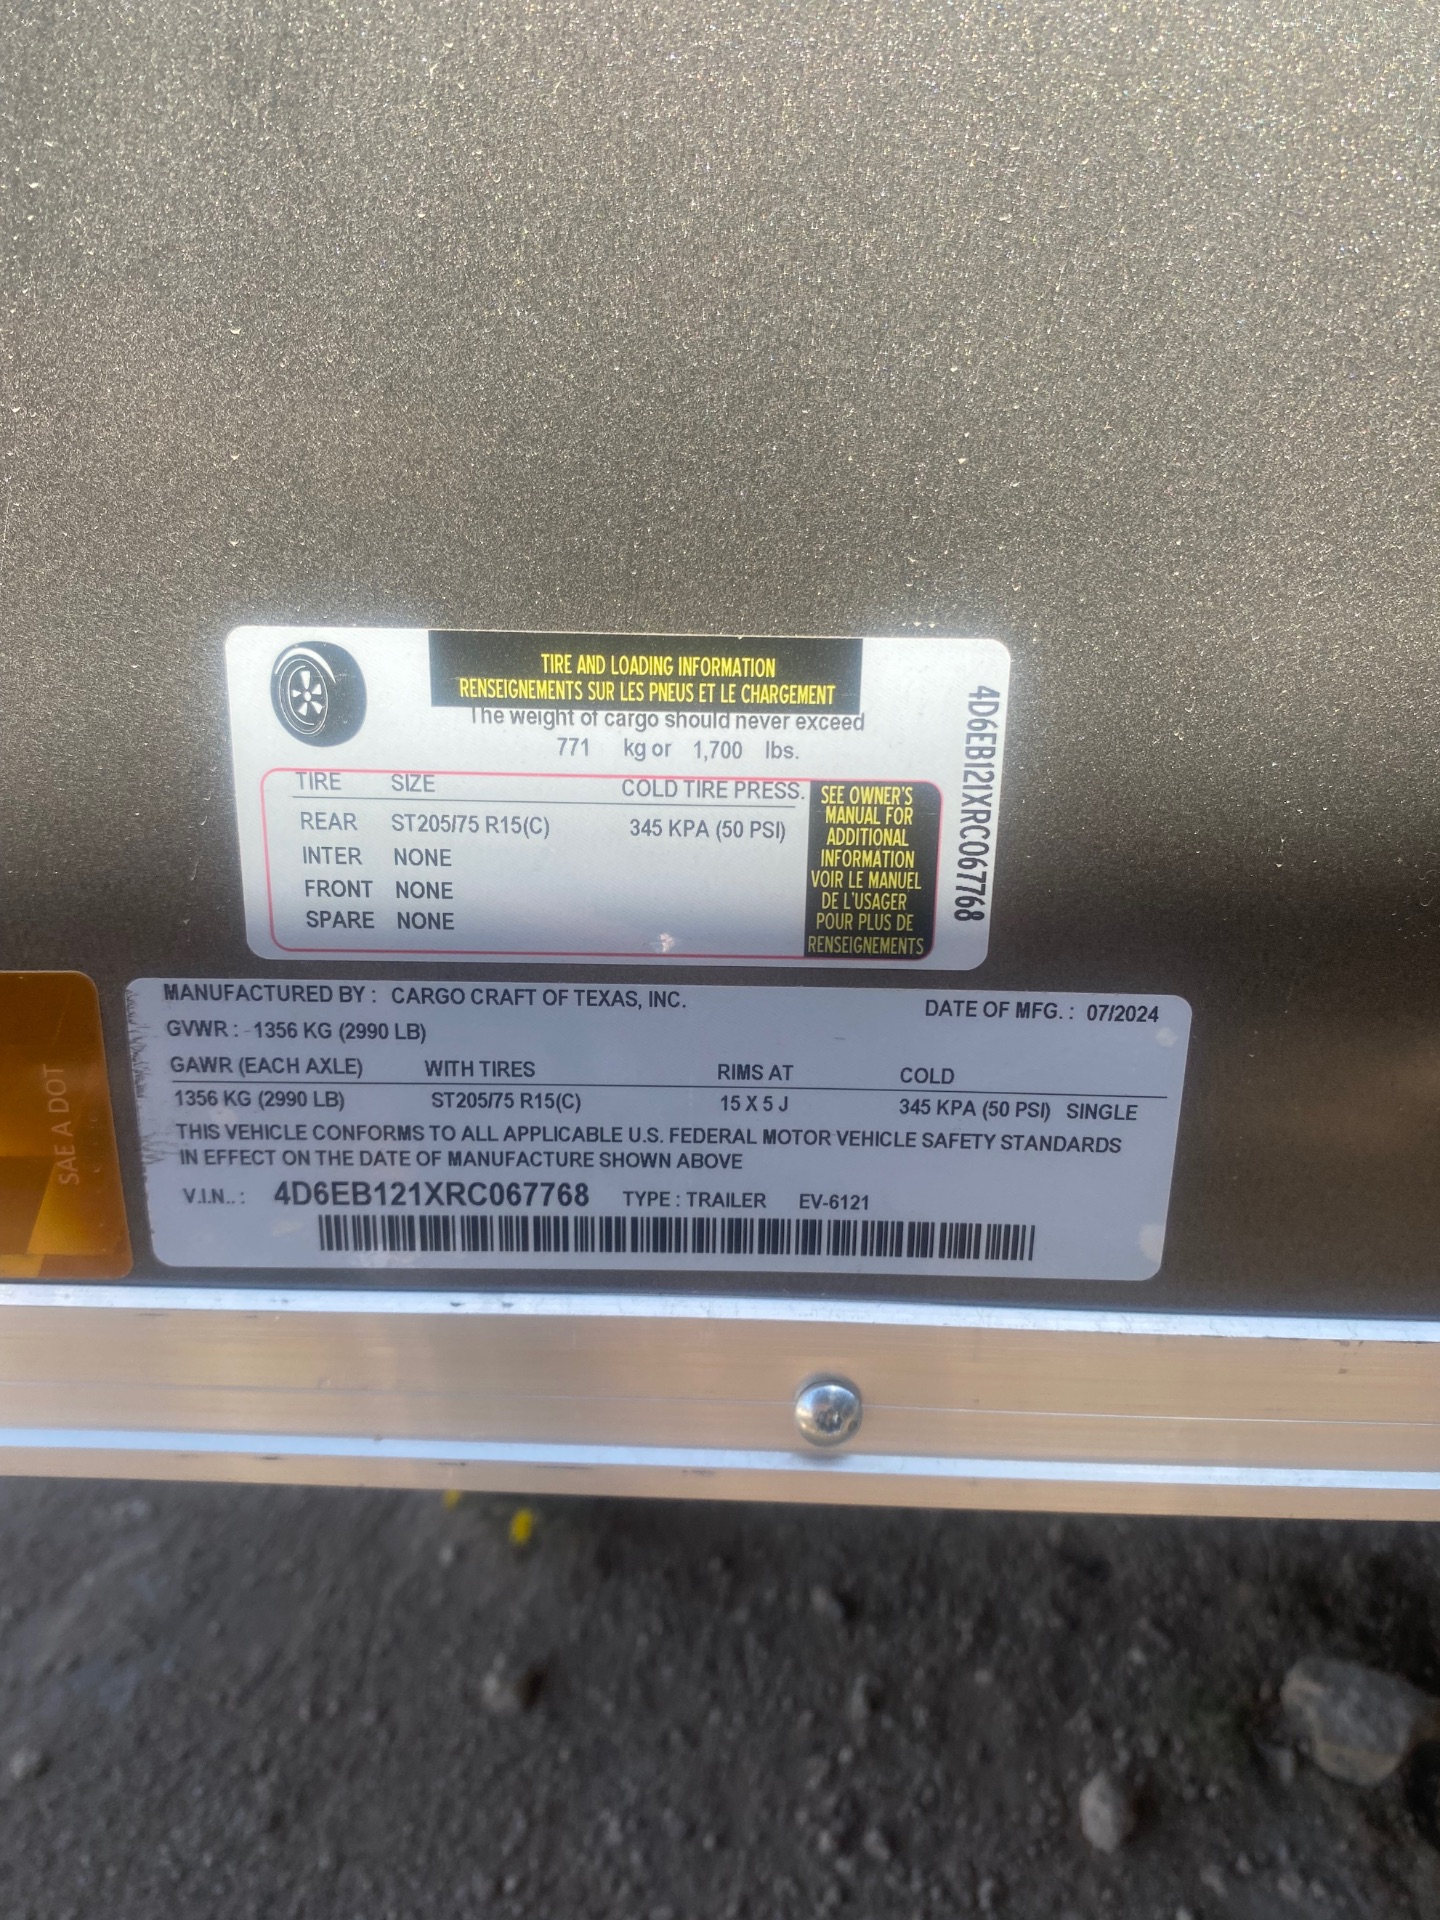 TIRE AND LOADING INFORMATION
RENSEIGNEMENTS SUR LES PNEUS ET LE CHARGEMENT
The weight of cargo should never exceed
771 kg or 1,700 lbs.
TIRE SIZE COLD TIRE PRESS.
REAR ST205/75 R15(C) 345 KPA (50 PSI)
INTER NONE
FRONT NONE
SPARE NONE
SEE OWNER'S
MANUAL FOR
ADDITIONAL
INFORMATION
VOIR LE MANUEL
DE L'USAGER
POUR PLUS DE
RENSEIGNEMENTS
4D6EB121XRC067768
SAE A DOT
MANUFACTURED BY : CARGO CRAFT OF TEXAS, INC. DATE OF MFG. : 07/2024
GVWR : 1356 KG (2990 LB)
GAWR (EACH AXLE) WITH TIRES RIMS AT COLD
1356 KG (2990 LB) ST205/75 R15(C) 15 X 5 J 345 KPA (50 PSI) SINGLE
THIS VEHICLE CONFORMS TO ALL APPLICABLE U.S. FEDERAL MOTOR VEHICLE SAFETY STANDARDS
IN EFFECT ON THE DATE OF MANUFACTURE SHOWN ABOVE
V.I.N.. : 4D6EB121XRC067768 TYPE : TRAILER EV-6121